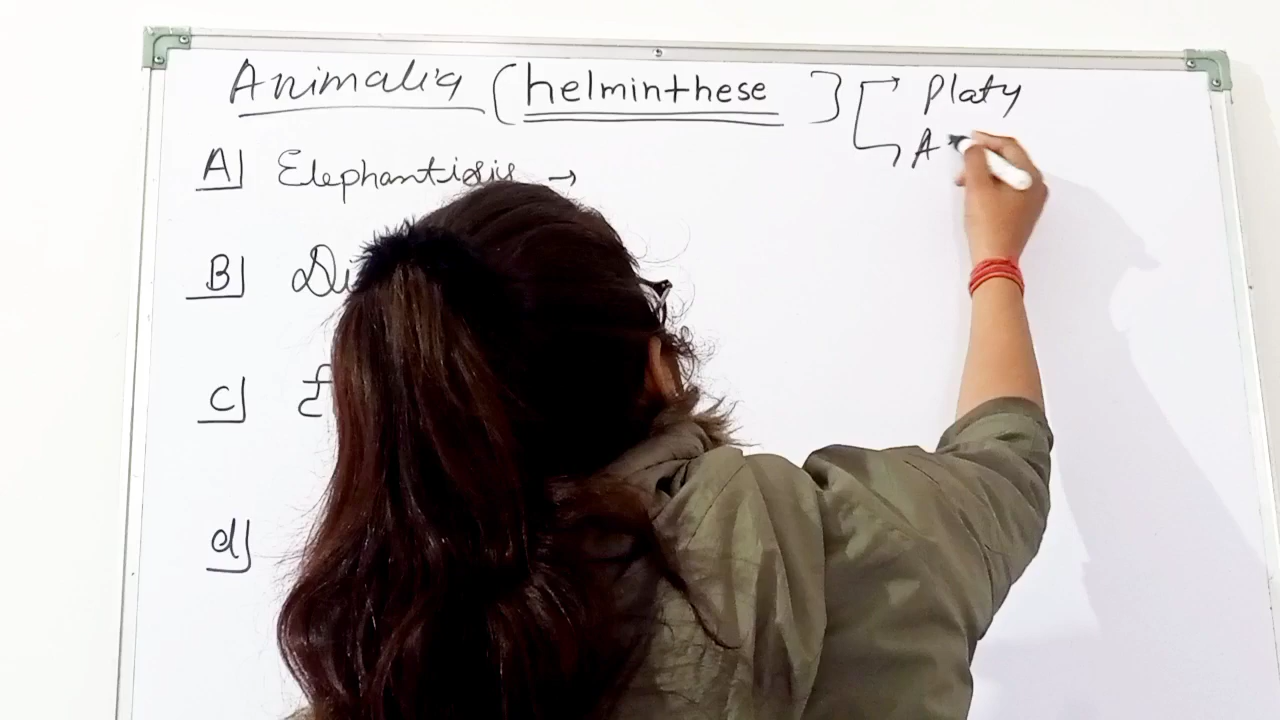 Animalia (helminthese) → Platy
A
A] Elephantiasis →
B]
C]
d]